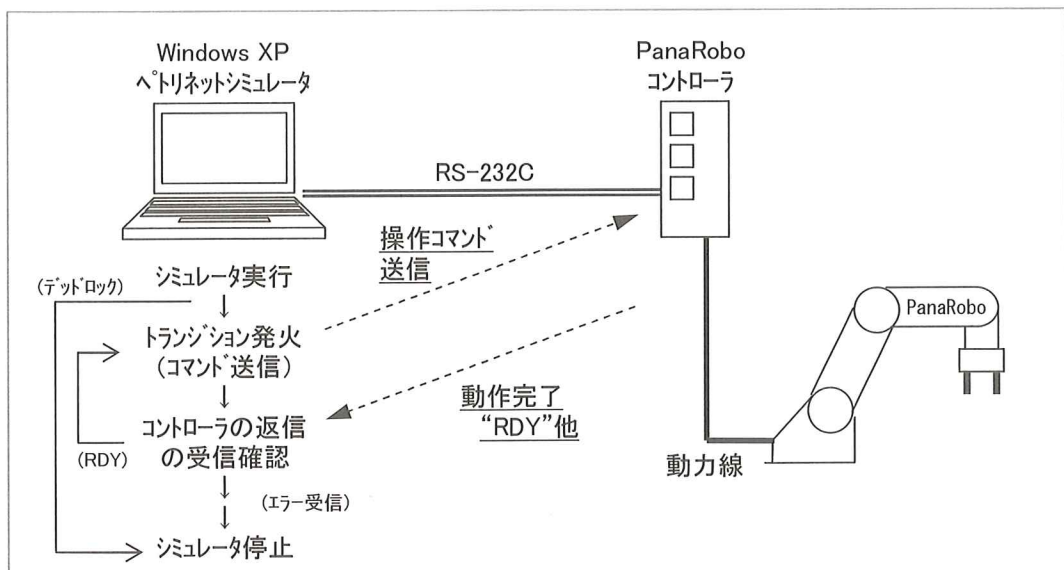 Windows XP
ペトリネットシミュレータ
PanaRobo
コントローラ
RS-232C
操作コマンド
送信
(デッドロック)
シミュレータ実行
↓
トランジション発火
(コマンド送信)
↓
コントローラの返信
の受信確認
(RDY)
↓
(エラー受信)
↓
シミュレータ停止
動作完了
“RDY”他
PanaRobo
動力線